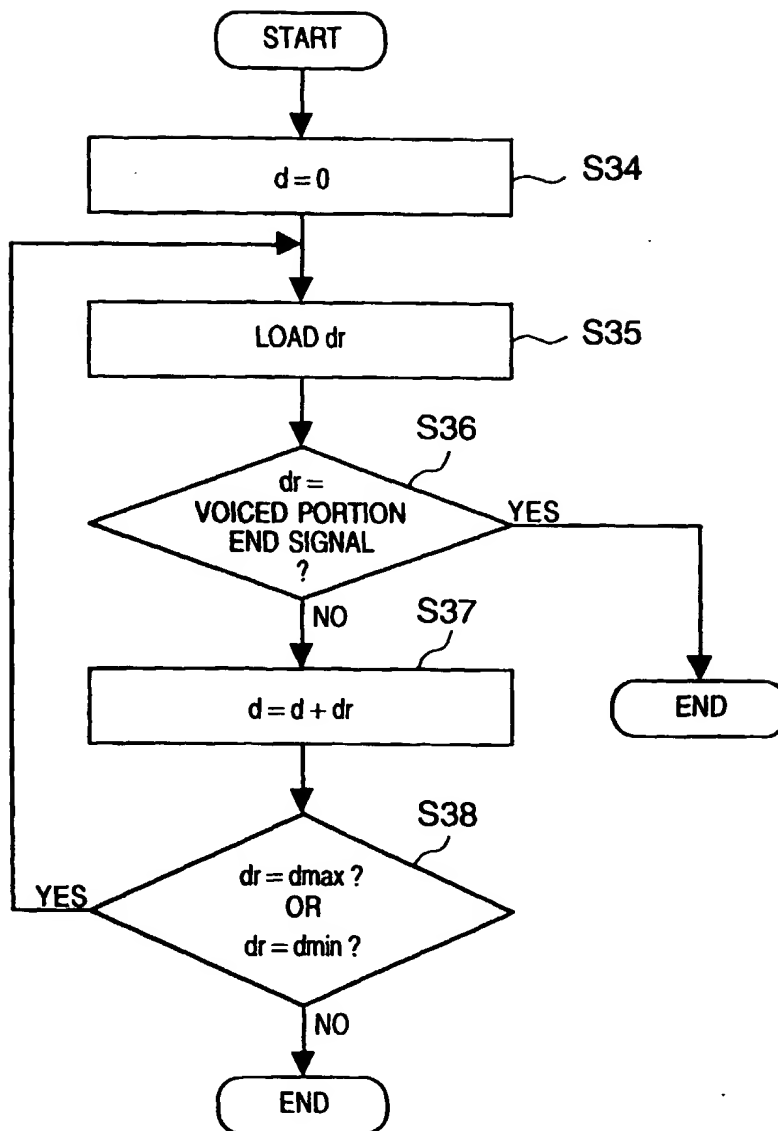 START
d = 0
S34
LOAD dr
S35
S36
dr =
VOICED PORTION
END SIGNAL
?
YES
NO
S37
d = d + dr
END
S38
dr = dmax ?
OR
dr = dmin ?
YES
NO
END